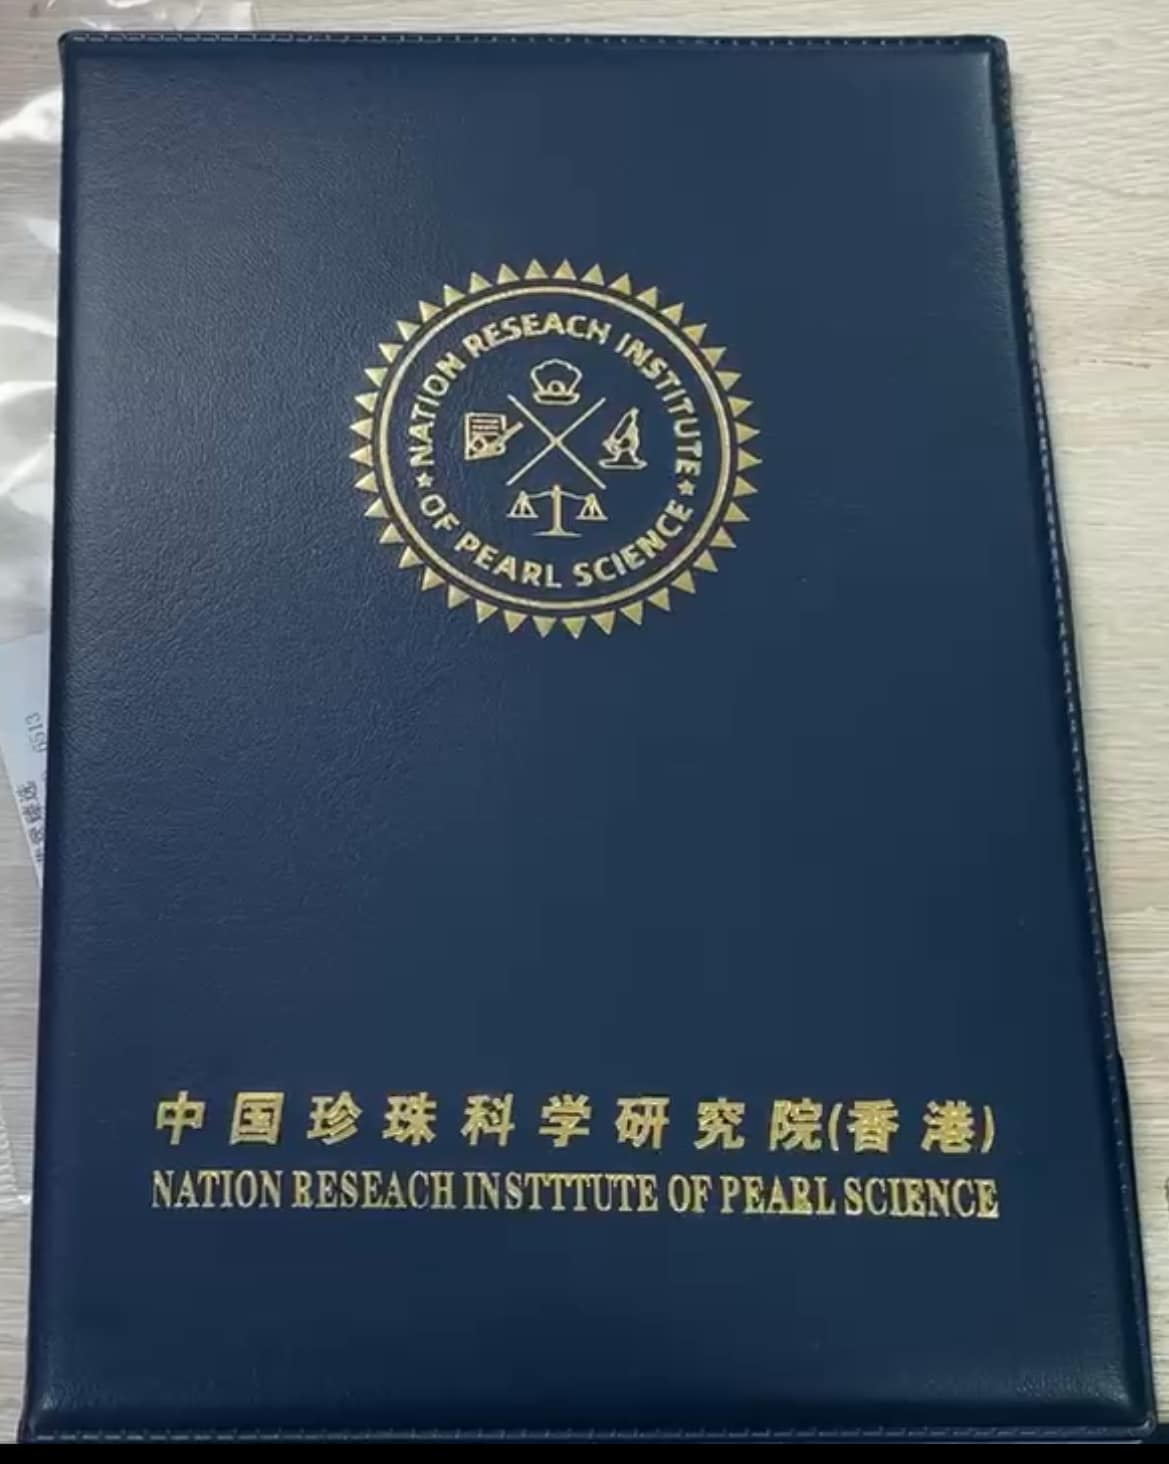 NATION RESEACH INSTITUTE
OF PEARL SCIENCE
中国珍珠科学研究院(香港)
NATION RESEACH INSTTTUTE OF PEARL SCIENCE
0513